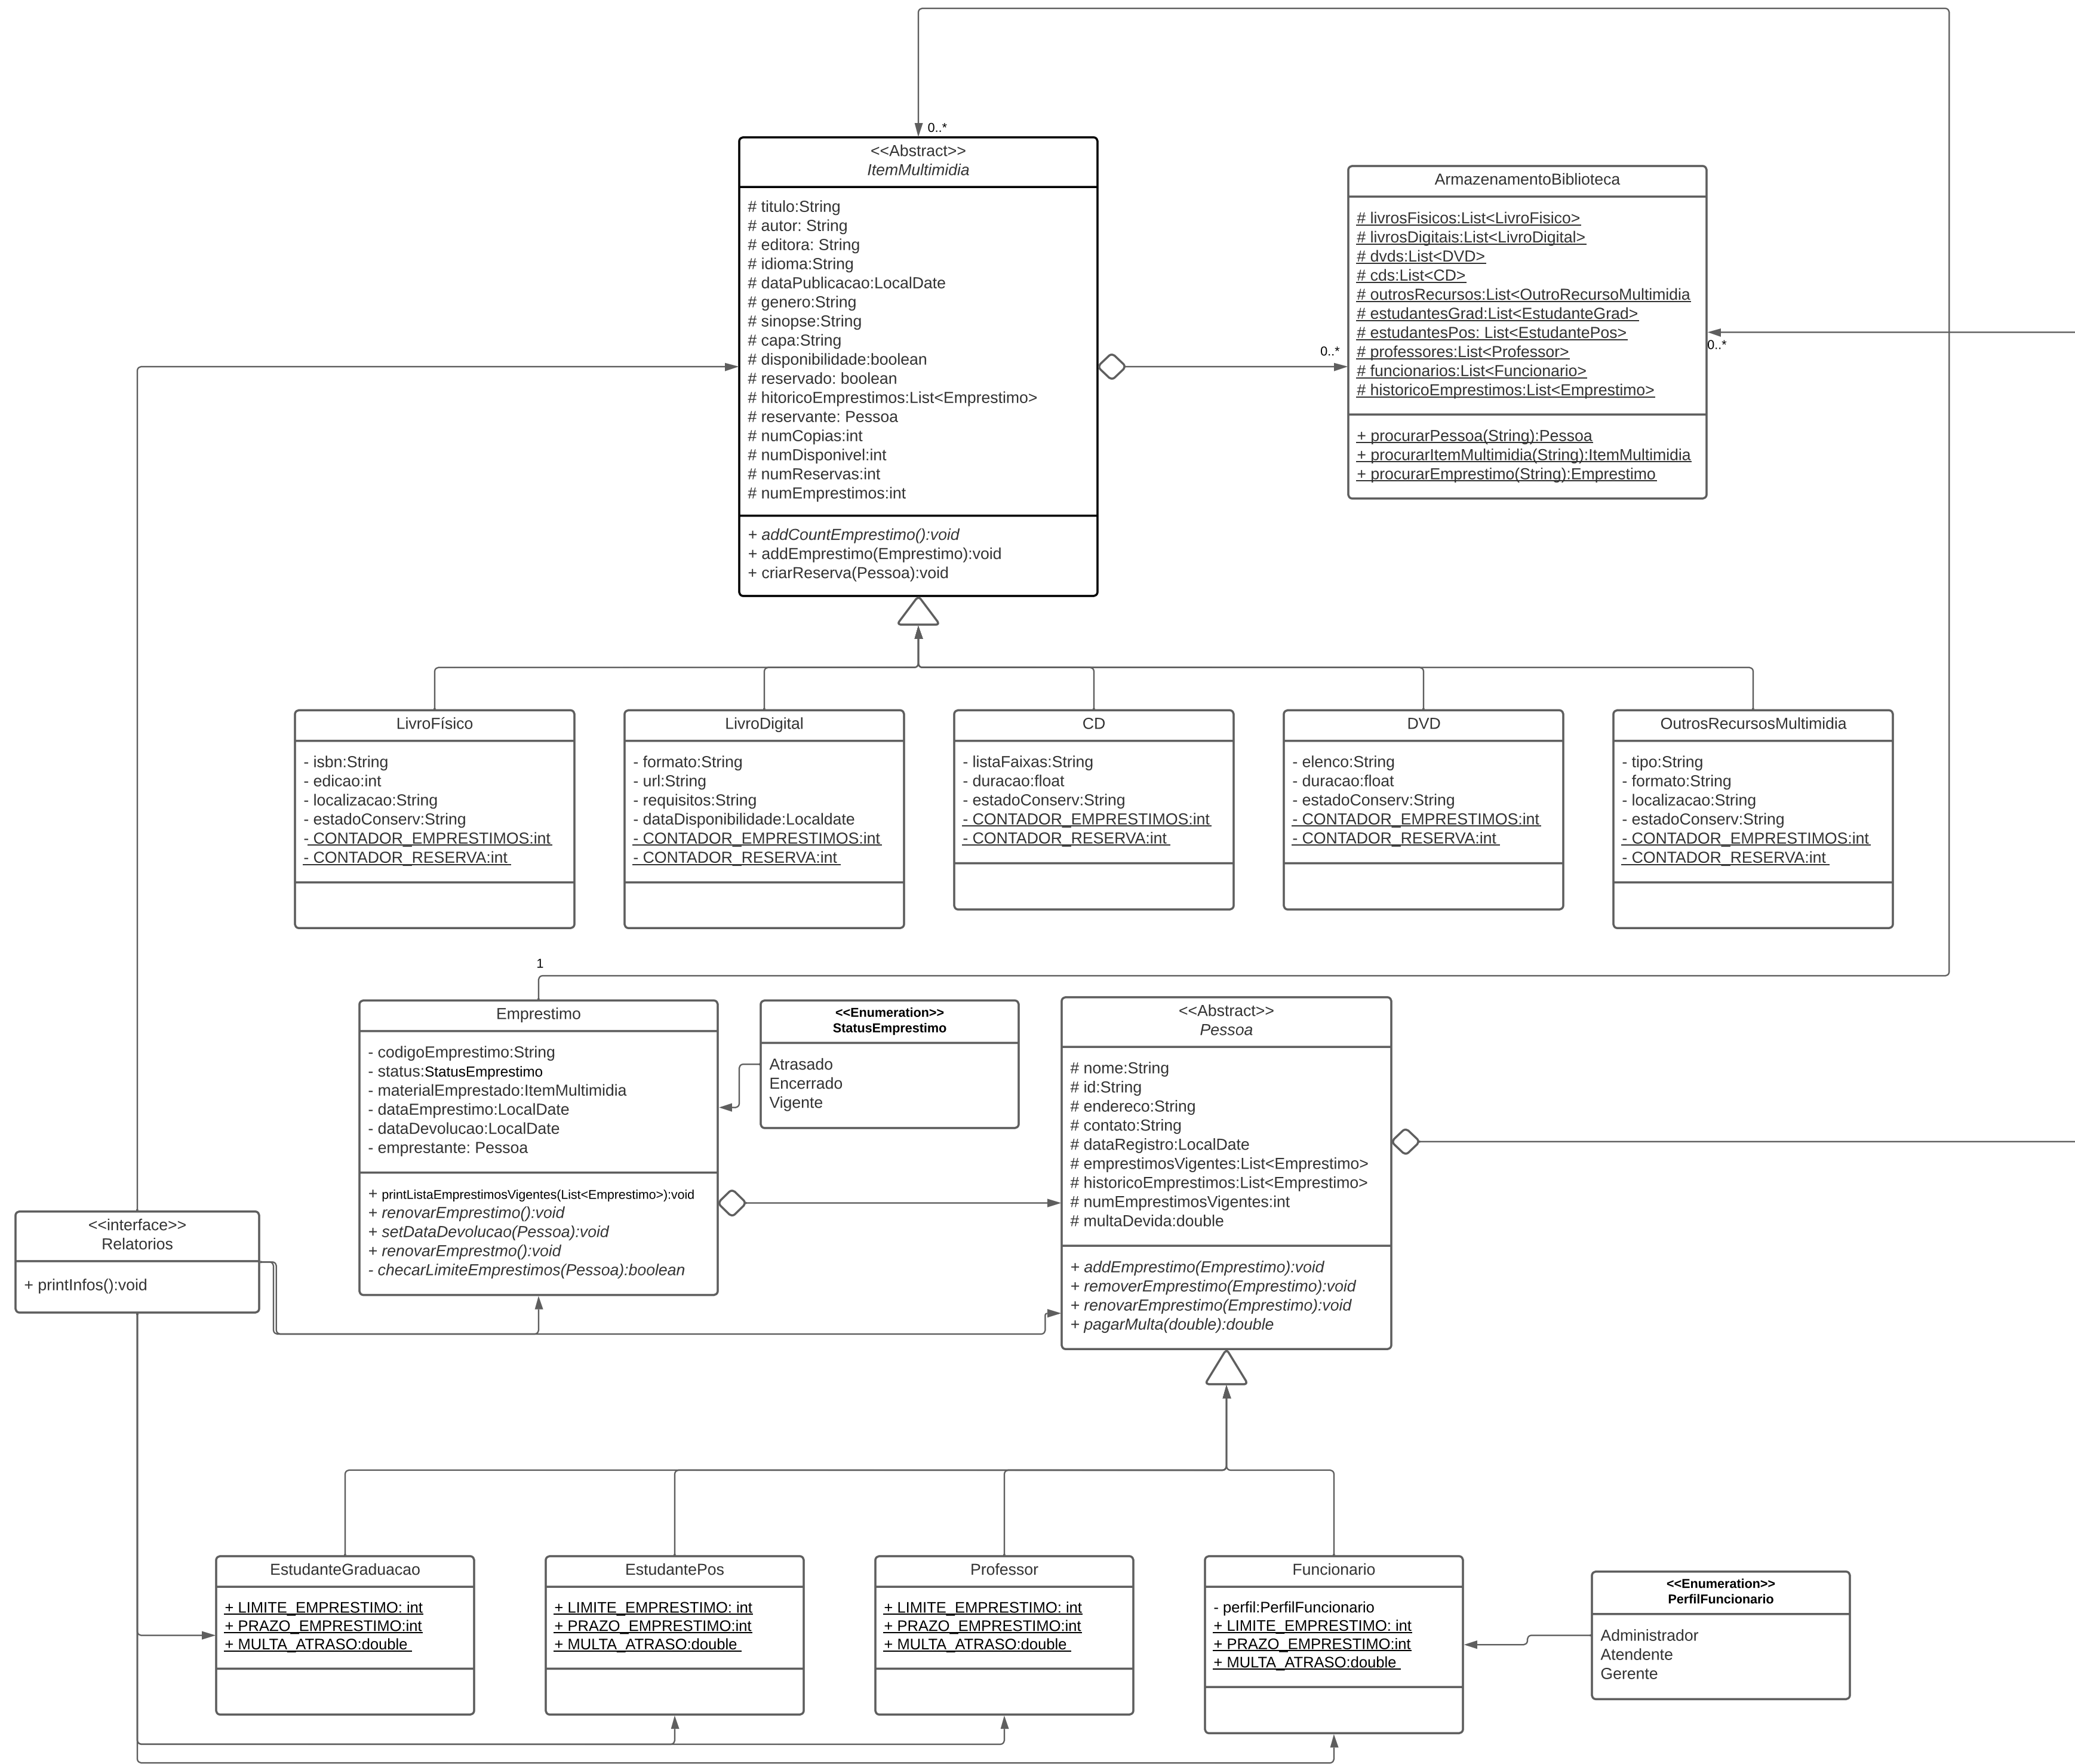 0..*
<<Abstract>>
ItemMultimidia
# titulo:String
# autor: String
# editora: String
# idioma:String
# dataPublicacao:LocalDate
# genero:String
# sinopse:String
# capa:String
# disponibilidade:boolean
# reservado: boolean
# hitoricoEmprestimos:List<Emprestimo>
# reservante: Pessoa
# numCopias:int
# numDisponivel:int
# numReservas:int
# numEmprestimos:int
+ addCountEmprestimo():void
+ addEmprestimo(Emprestimo):void
+ criarReserva(Pessoa):void
0..*
ArmazenamentoBiblioteca
# livrosFisicos:List<LivroFisico>
# livrosDigitais:List<LivroDigital>
# dvds:List<DVD>
# cds:List<CD>
# outrosRecursos:List<OutroRecursoMultimidia
# estudantesGrad:List<EstudanteGrad>
# estudantesPos: List<EstudantePos>
# professores:List<Professor>
# funcionarios:List<Funcionario>
# historicoEmprestimos:List<Emprestimo>
+ procurarPessoa(String):Pessoa
+ procurarItemMultimidia(String):ItemMultimidia
+ procurarEmprestimo(String):Emprestimo
0..*
LivroFísico
- isbn:String
- edicao:int
- localizacao:String
- estadoConserv:String
- CONTADOR_EMPRESTIMOS:int
- CONTADOR_RESERVA:int
LivroDigital
- formato:String
- url:String
- requisitos:String
- dataDisponibilidade:Localdate
- CONTADOR_EMPRESTIMOS:int
- CONTADOR_RESERVA:int
CD
- listaFaixas:String
- duracao:float
- estadoConserv:String
- CONTADOR_EMPRESTIMOS:int
- CONTADOR_RESERVA:int
DVD
- elenco:String
- duracao:float
- estadoConserv:String
- CONTADOR_EMPRESTIMOS:int
- CONTADOR_RESERVA:int
OutrosRecursosMultimidia
- tipo:String
- formato:String
- localizacao:String
- estadoConserv:String
- CONTADOR_EMPRESTIMOS:int
- CONTADOR_RESERVA:int
1
Emprestimo
- codigoEmprestimo:String
- status:StatusEmprestimo
- materialEmprestado:ItemMultimidia
- dataEmprestimo:LocalDate
- dataDevolucao:LocalDate
- emprestante: Pessoa
+ printListaEmprestimosVigentes(List<Emprestimo>):void
+ renovarEmprestimo():void
+ setDataDevolucao(Pessoa):void
+ renovarEmprestmo():void
- checarLimiteEmprestimos(Pessoa):boolean
<<Enumeration>>
StatusEmprestimo
Atrasado
Encerrado
Vigente
<<Abstract>>
Pessoa
# nome:String
# id:String
# endereco:String
# contato:String
# dataRegistro:LocalDate
# emprestimosVigentes:List<Emprestimo>
# historicoEmprestimos:List<Emprestimo>
# numEmprestimosVigentes:int
# multaDevida:double
+ addEmprestimo(Emprestimo):void
+ removerEmprestimo(Emprestimo):void
+ renovarEmprestimo(Emprestimo):void
+ pagarMulta(double):double
<<interface>>
Relatorios
+ printInfos():void
EstudanteGraduacao
+ LIMITE_EMPRESTIMO: int
+ PRAZO_EMPRESTIMO:int
+ MULTA_ATRASO:double
EstudantePos
+ LIMITE_EMPRESTIMO: int
+ PRAZO_EMPRESTIMO:int
+ MULTA_ATRASO:double
Professor
+ LIMITE_EMPRESTIMO: int
+ PRAZO_EMPRESTIMO:int
+ MULTA_ATRASO:double
Funcionario
- perfil:PerfilFuncionario
+ LIMITE_EMPRESTIMO: int
+ PRAZO_EMPRESTIMO:int
+ MULTA_ATRASO:double
<<Enumeration>>
PerfilFuncionario
Administrador
Atendente
Gerente